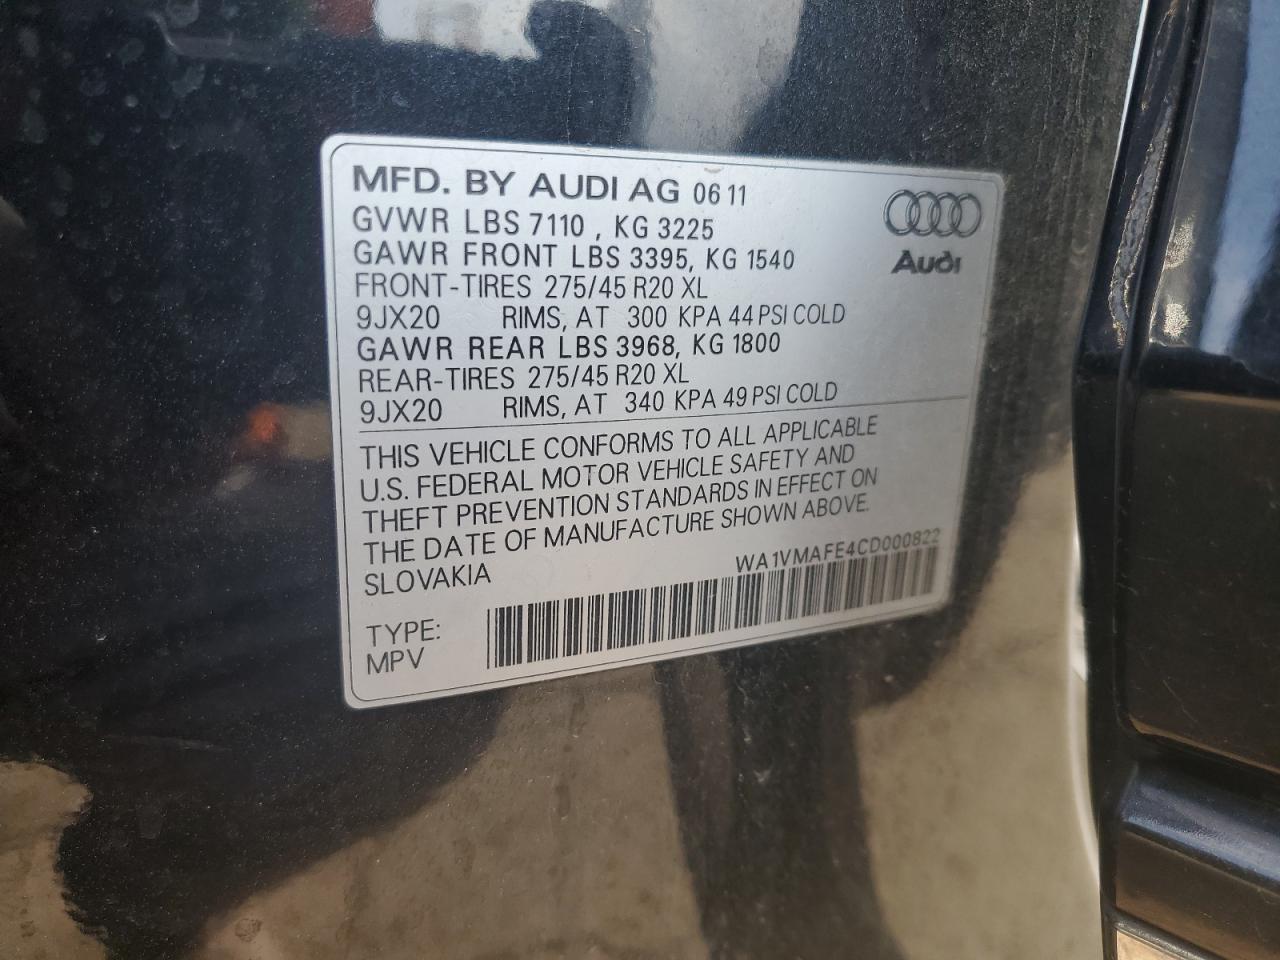 MFD. BY AUDI AG 06 11
GVWR LBS 7110 , KG 3225
GAWR FRONT LBS 3395, KG 1540
FRONT-TIRES 275/45 R20 XL
9JX20 RIMS, AT 300 KPA 44 PSI COLD
GAWR REAR LBS 3968, KG 1800
REAR-TIRES 275/45 R20 XL
9JX20 RIMS, AT 340 KPA 49 PSI COLD
Audi
THIS VEHICLE CONFORMS TO ALL APPLICABLE
U.S. FEDERAL MOTOR VEHICLE SAFETY AND
THEFT PREVENTION STANDARDS IN EFFECT ON
THE DATE OF MANUFACTURE SHOWN ABOVE.
SLOVAKIA
WA1VMAFE4CD000822
TYPE:
MPV